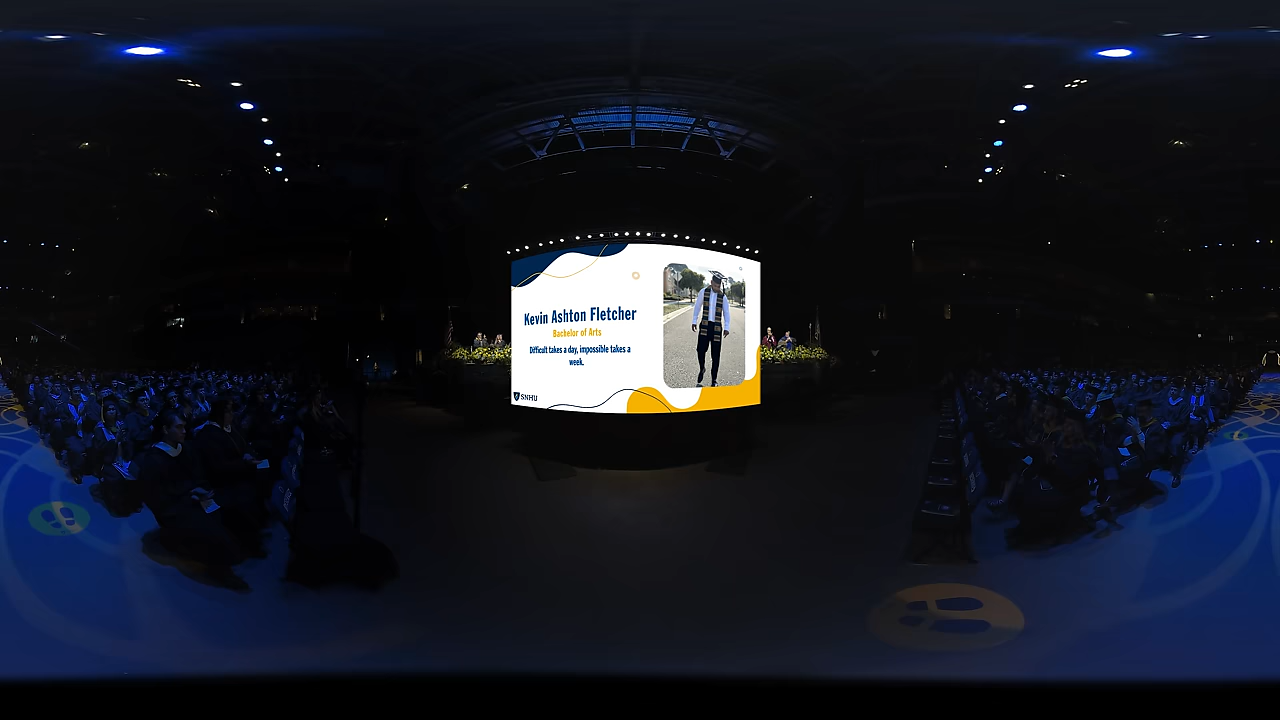 Kevin Ashton Fletcher
Bachelor of Arts
Difficult takes a day, impossible takes a
week.
SNHU